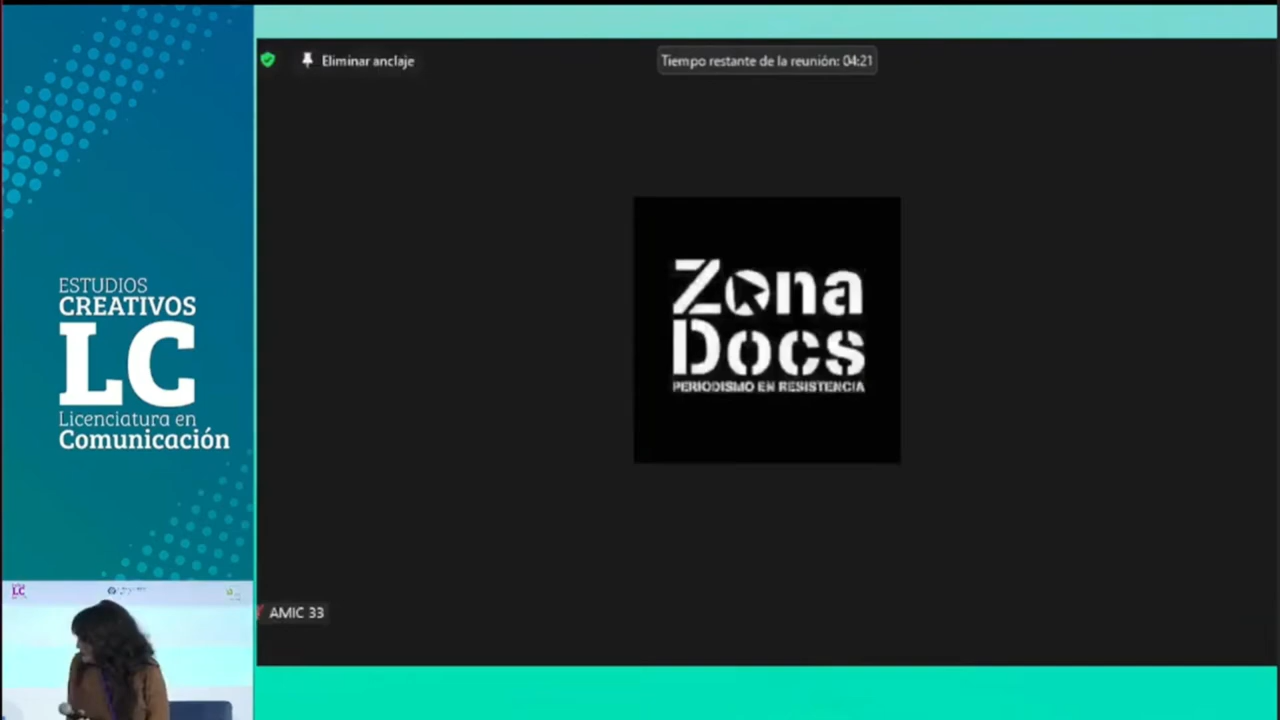 Eliminar anclaje
Tiempo restante de la reunión: 04:21
ESTUDIOS
CREATIVOS
LC
Licenciatura en
Comunicación
Zona
Docs
PERIODISMO EN RESISTENCIA
LC
AMIC 33